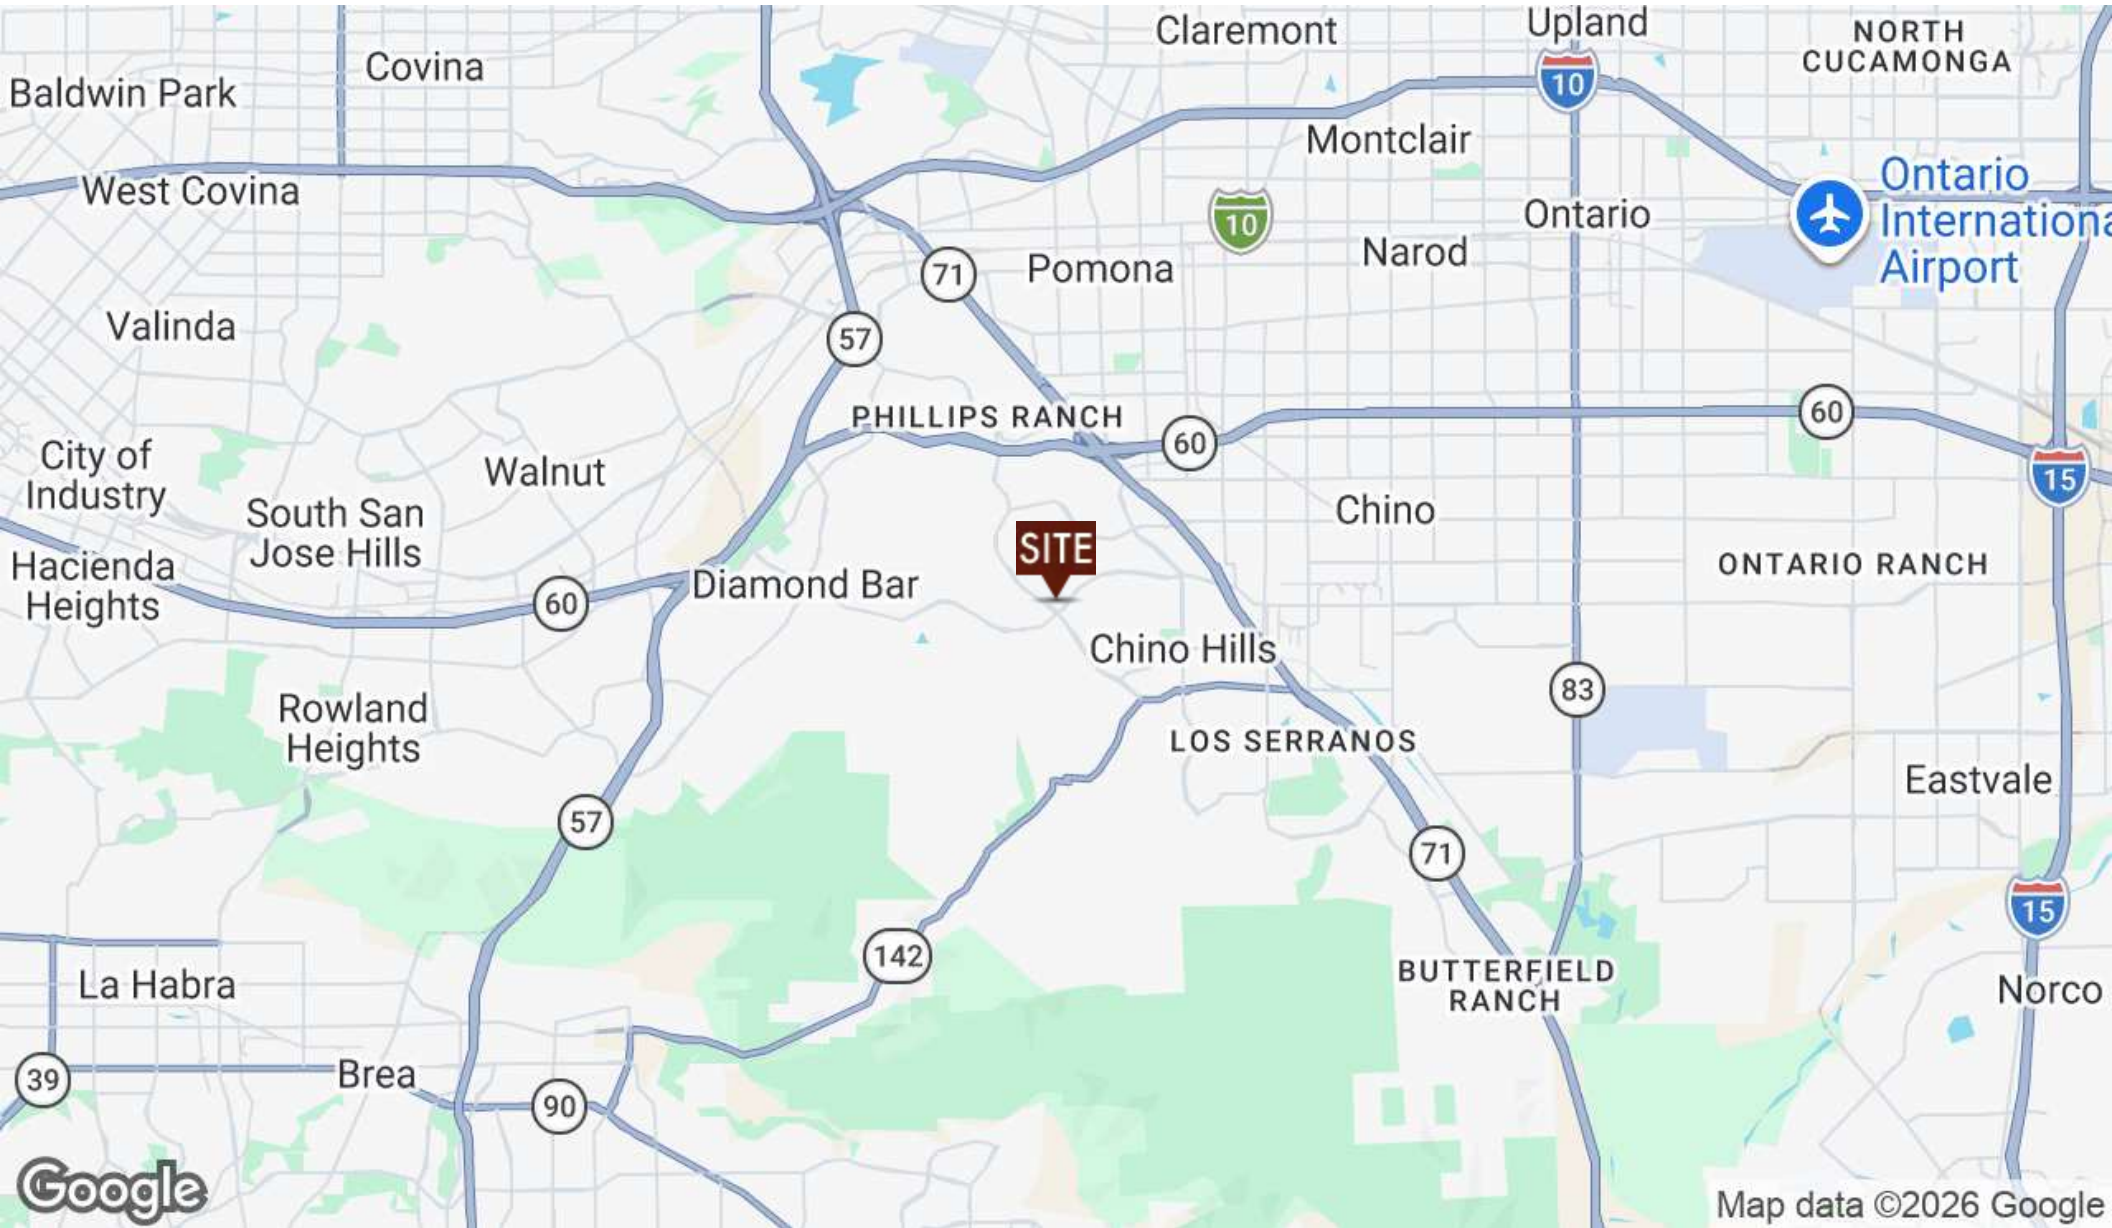 Claremont
Upland
NORTH
CUCAMONGA
Covina
Baldwin Park
10
Montclair
West Covina
Ontario
International
Airport
10
Ontario
Narod
71
Pomona
Valinda
57
PHILLIPS RANCH
60
60
City of
Industry
Walnut
15
South San
Jose Hills
Chino
SITE
Hacienda
Heights
ONTARIO RANCH
60
Diamond Bar
Chino Hills
83
Rowland
Heights
LOS SERRANOS
Eastvale
57
71
15
142
La Habra
BUTTERFIELD
RANCH
Norco
39
Brea
90
Google
Map data ©2026 Google